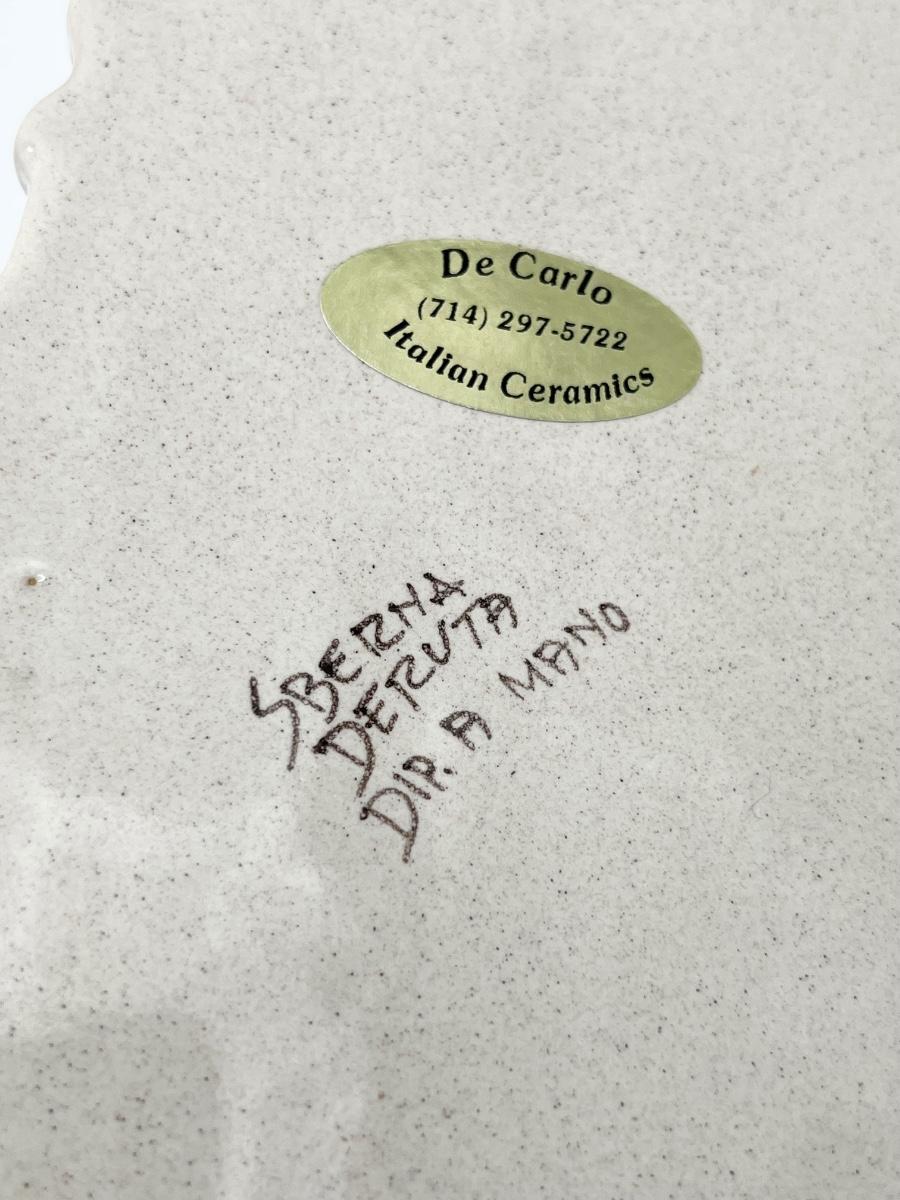 De Carlo
(714) 297-5722
Italian Ceramics
SBERNA
DERUTA
DIP. A MANO